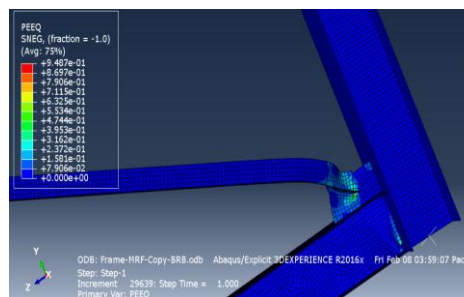 PEEQ
SNEG, (fraction = -1.0)
(Avg: 75%)
+9.487e-01
+8.697e-01
+7.906e-01
+7.115e-01
+6.325e-01
+5.534e-01
+4.744e-01
+3.953e-01
+3.162e-01
+2.372e-01
+1.581e-01
+7.906e-02
+0.000e+00
Y
Z
X
ODB: Frame-MRF-Copy-BRB.odb Abaqus/Explicit 3DEXPERIENCE R2016x Fri Feb 08 03:59:07 Past
Step: Step-1
Increment 29639: Step Time = 1.000
Primary Var: PEEQ